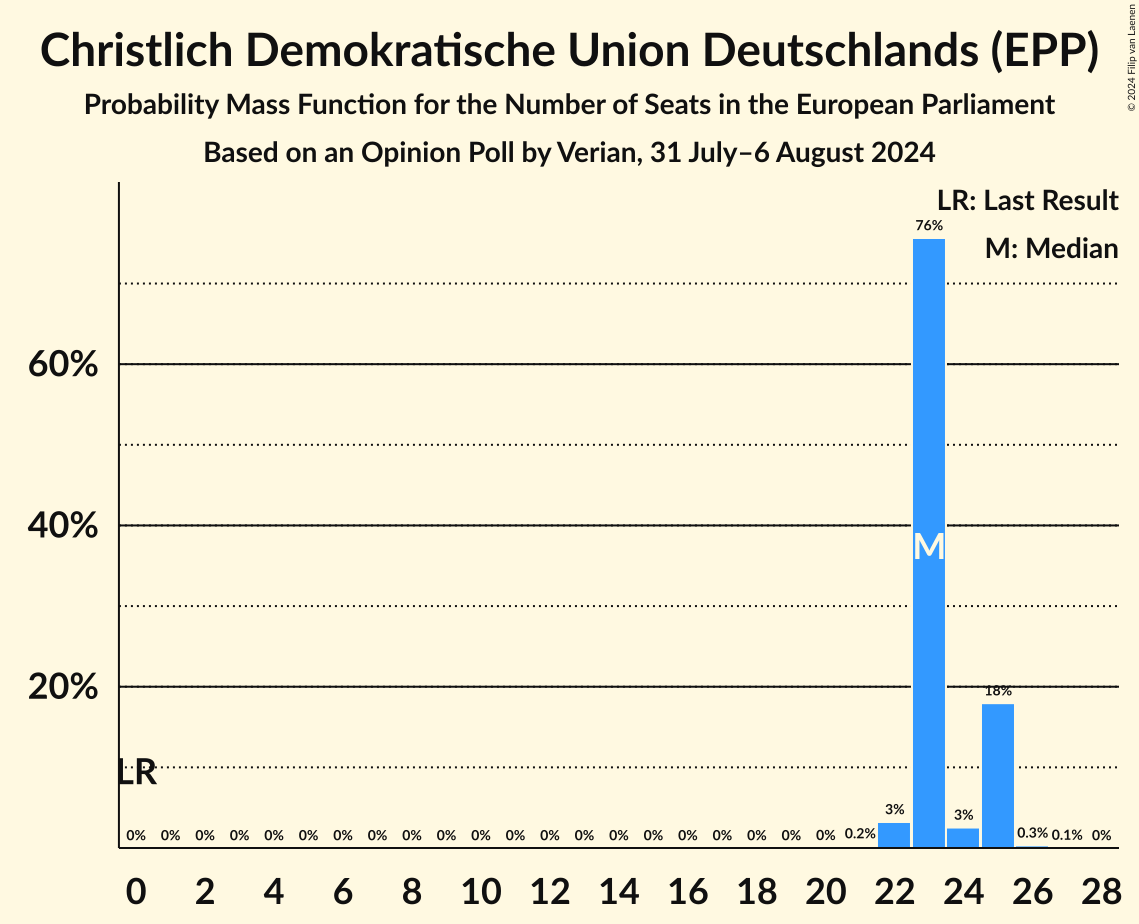 Christlich Demokratische Union Deutschlands (EPP)
Probability Mass Function for the Number of Seats in the European Parliament
Based on an Opinion Poll by Verian, 31 July–6 August 2024
© 2024 Filip van Laenen
LR: Last Result
M: Median
76%
60%
40%
M
20%
18%
LR
3%
3%
0% 0% 0% 0% 0% 0% 0% 0% 0% 0% 0% 0% 0% 0% 0% 0% 0% 0% 0% 0% 0% 0.2% 0.3% 0.1% 0%
0 2 4 6 8 10 12 14 16 18 20 22 24 26 28